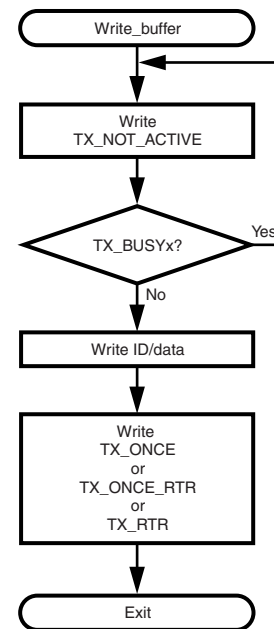 Write_buffer
Write
TX_NOT_ACTIVE
TX_BUSYx?
Yes
No
Write ID/data
Write
TX_ONCE
or
TX_ONCE_RTR
or
TX_RTR
Exit